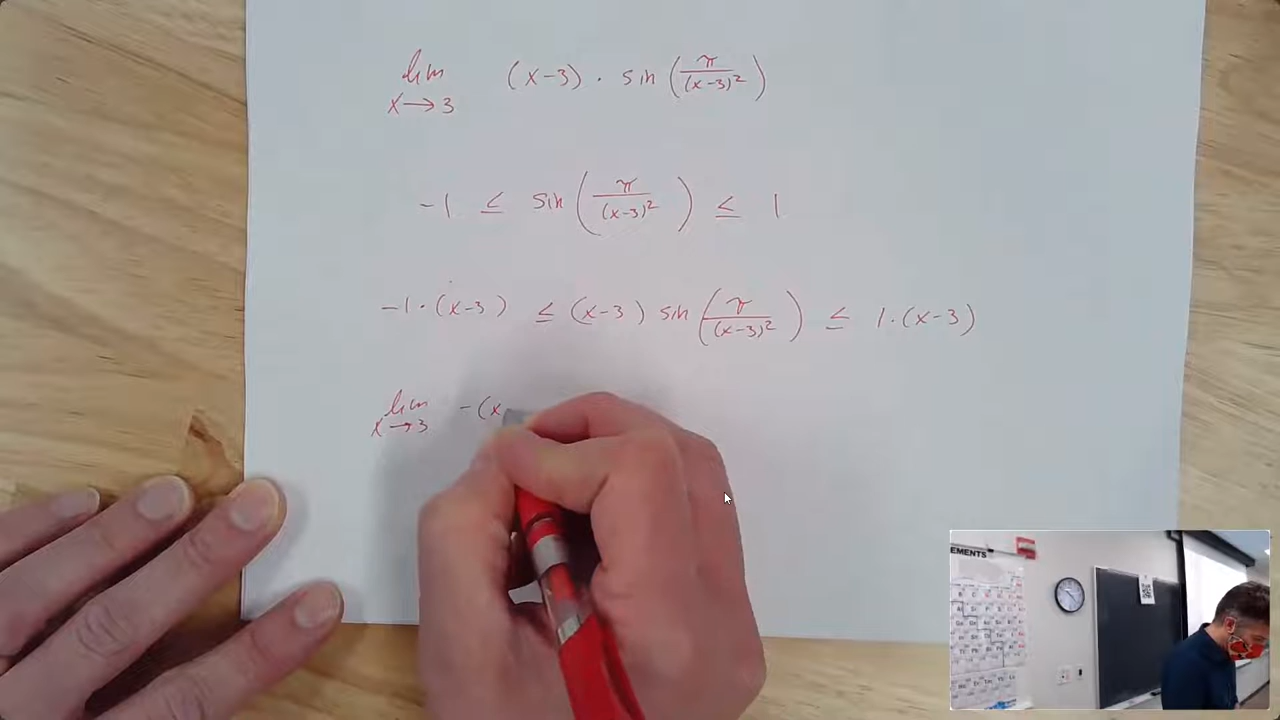 lim x→3 (x-3) · sin(π/(x-3)²)
-1 ≤ sin(π/(x-3)²) ≤ 1
-1·(x-3) ≤ (x-3) sin(π/(x-3)²) ≤ 1·(x-3)
lim x→3 -(x
EMENTS